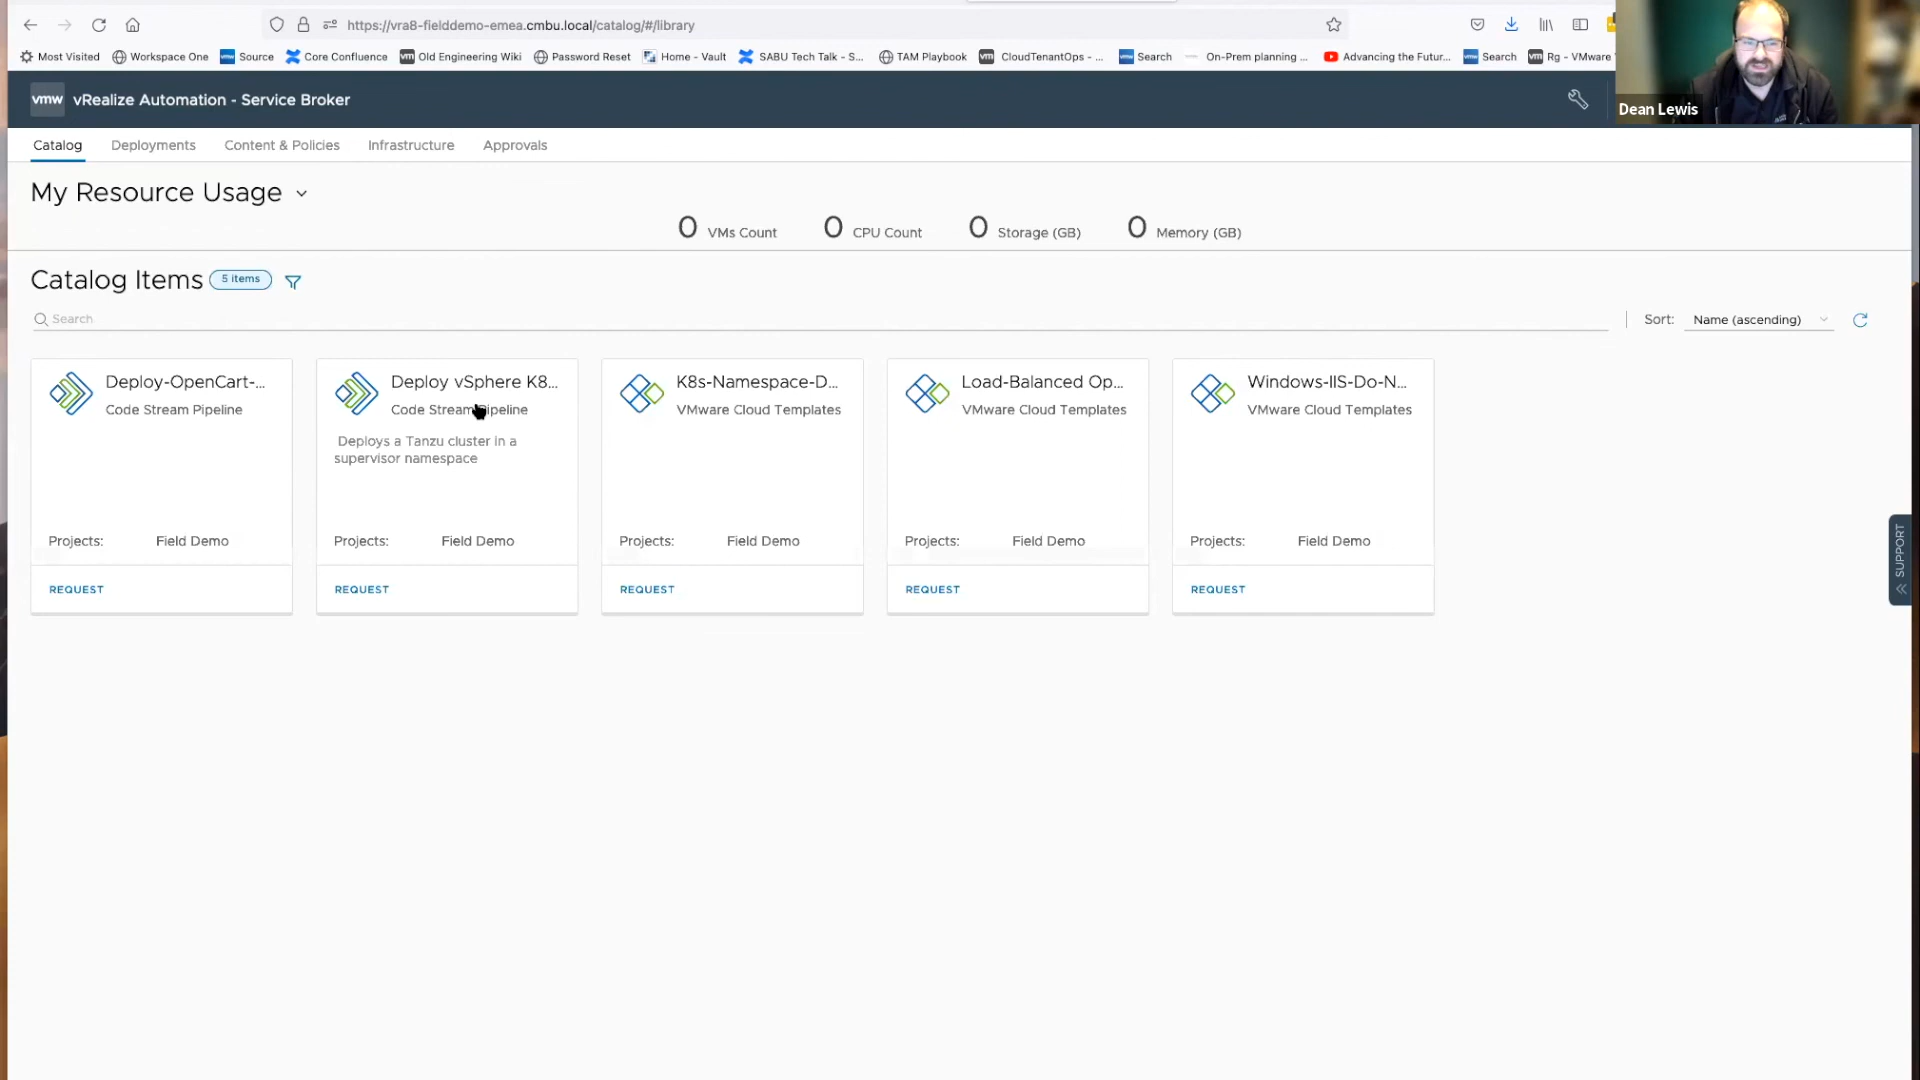 https://vra8-fielddemo-emea.cmbu.local/catalog/#/library
Most Visited Workspace One vmw Source Core Confluence vm Old Engineering Wiki Password Reset Home - Vault SABU Tech Talk - S... TAM Playbook vm CloudTenantOps - ... vmw Search On-Prem planning ... Advancing the Futur... vmw Search vm Rg - VMware
Dean Lewis
vmw vRealize Automation - Service Broker
Catalog Deployments Content & Policies Infrastructure Approvals
My Resource Usage
0 VMs Count 0 CPU Count 0 Storage (GB) 0 Memory (GB)
Catalog Items 5 items
Search
Sort: Name (ascending)
Deploy-OpenCart-...
Code Stream Pipeline
Projects: Field Demo
REQUEST
Deploy vSphere K8...
Code Stream Pipeline
Deploys a Tanzu cluster in a
supervisor namespace
Projects: Field Demo
REQUEST
K8s-Namespace-D...
VMware Cloud Templates
Projects: Field Demo
REQUEST
Load-Balanced Op...
VMware Cloud Templates
Projects: Field Demo
REQUEST
Windows-IIS-Do-N...
VMware Cloud Templates
Projects: Field Demo
REQUEST
SUPPORT